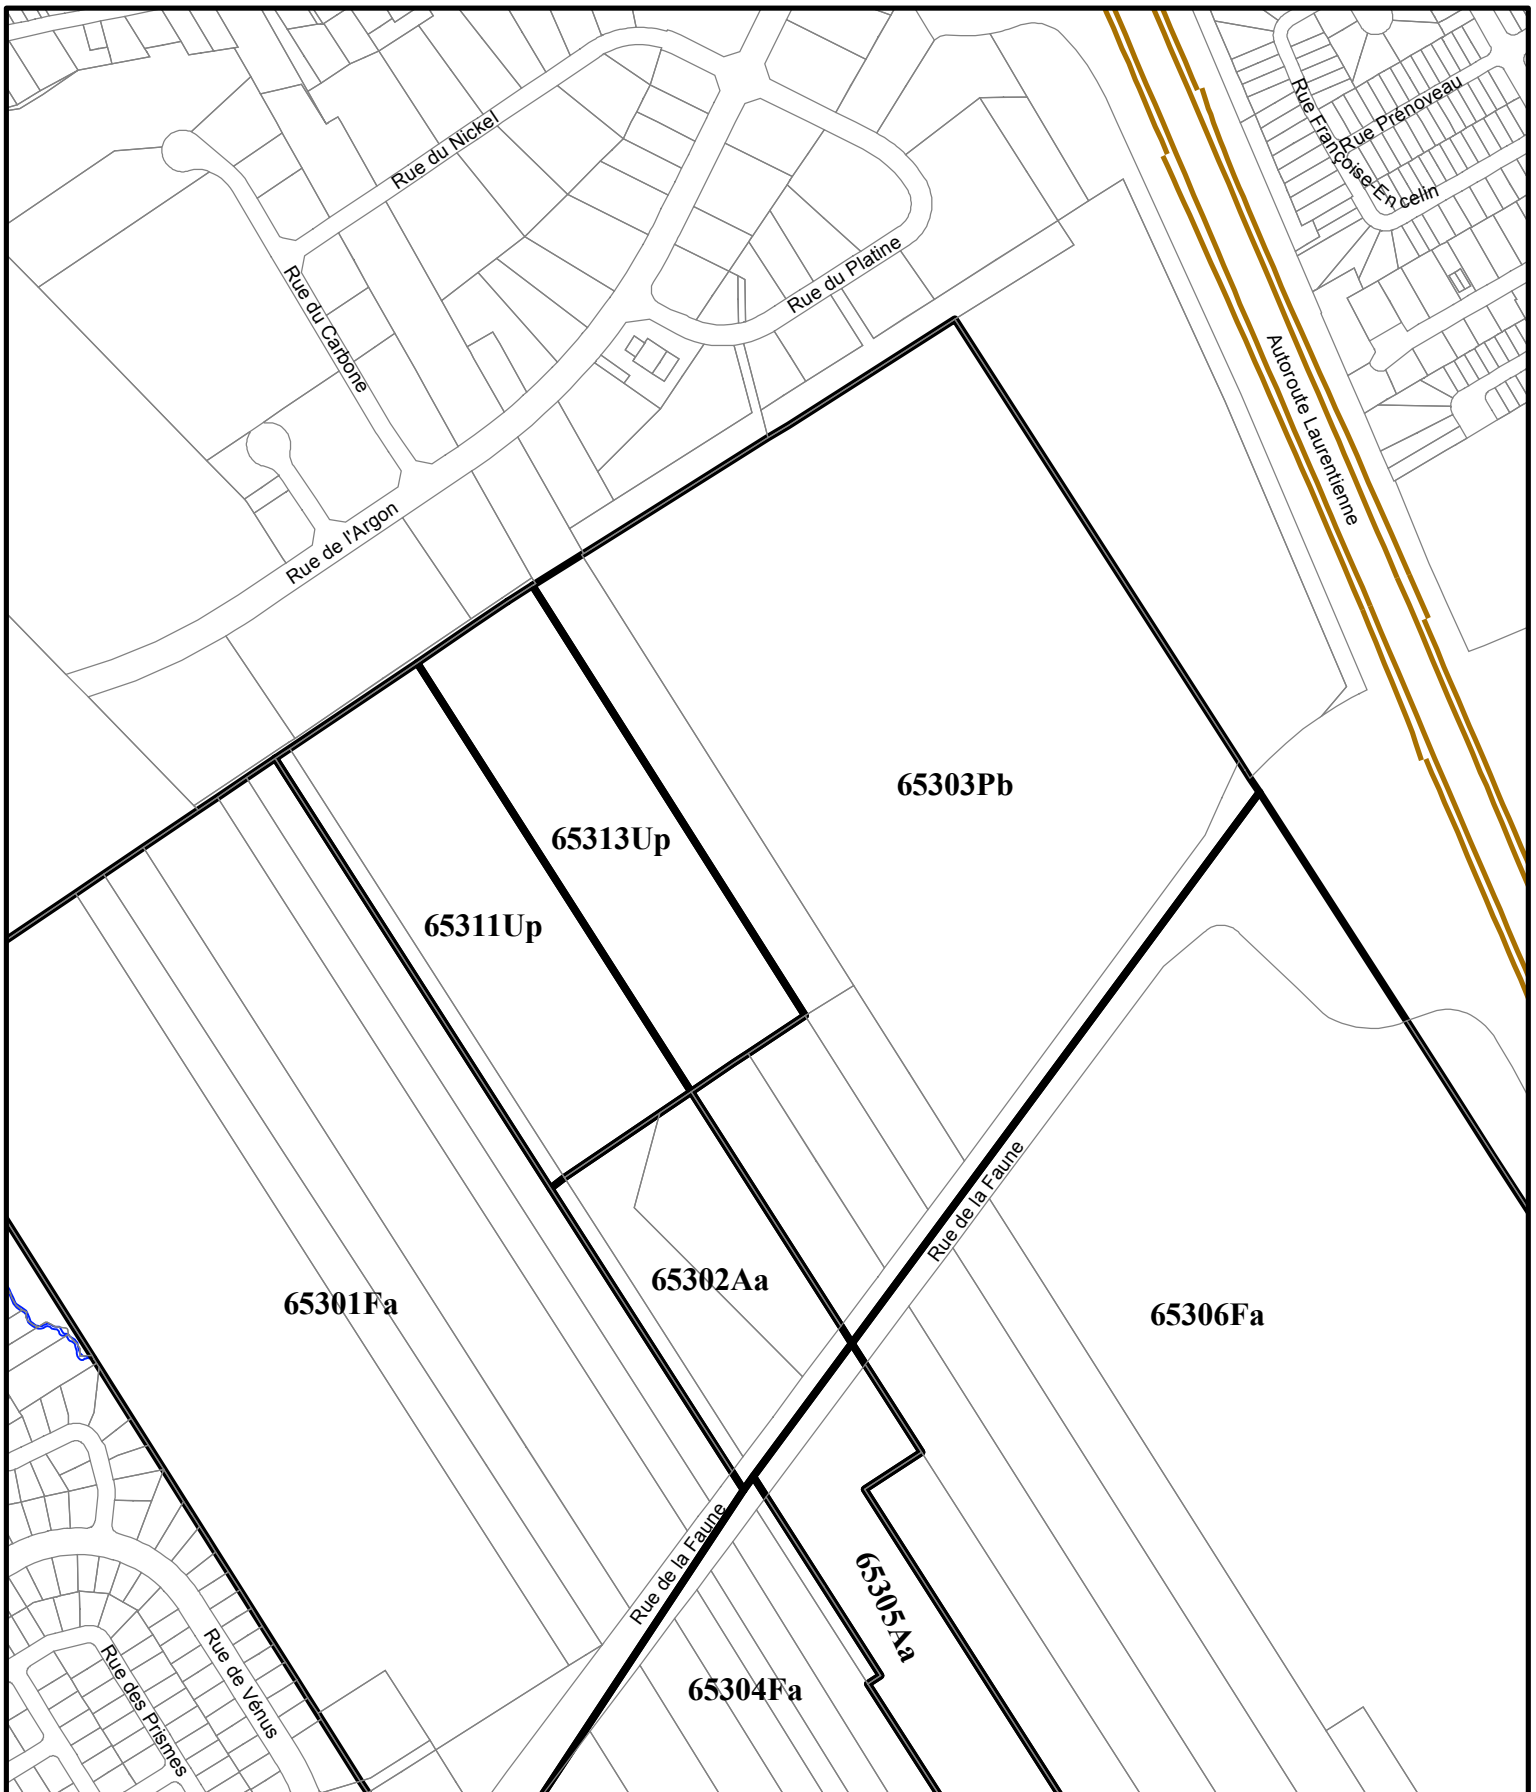 Rue du Nickel
Rue Françoise-Encelin
Rue Prénoveau
Rue du Platine
Rue du Carbone
Autoroute Laurentienne
Rue de l'Argon
65303Pb
65313Up
65311Up
Rue de la Faune
65302Aa
65301Fa
65306Fa
Rue de la Faune
65305Aa
Rue de Vénus
Rue des Prismes
65304Fa